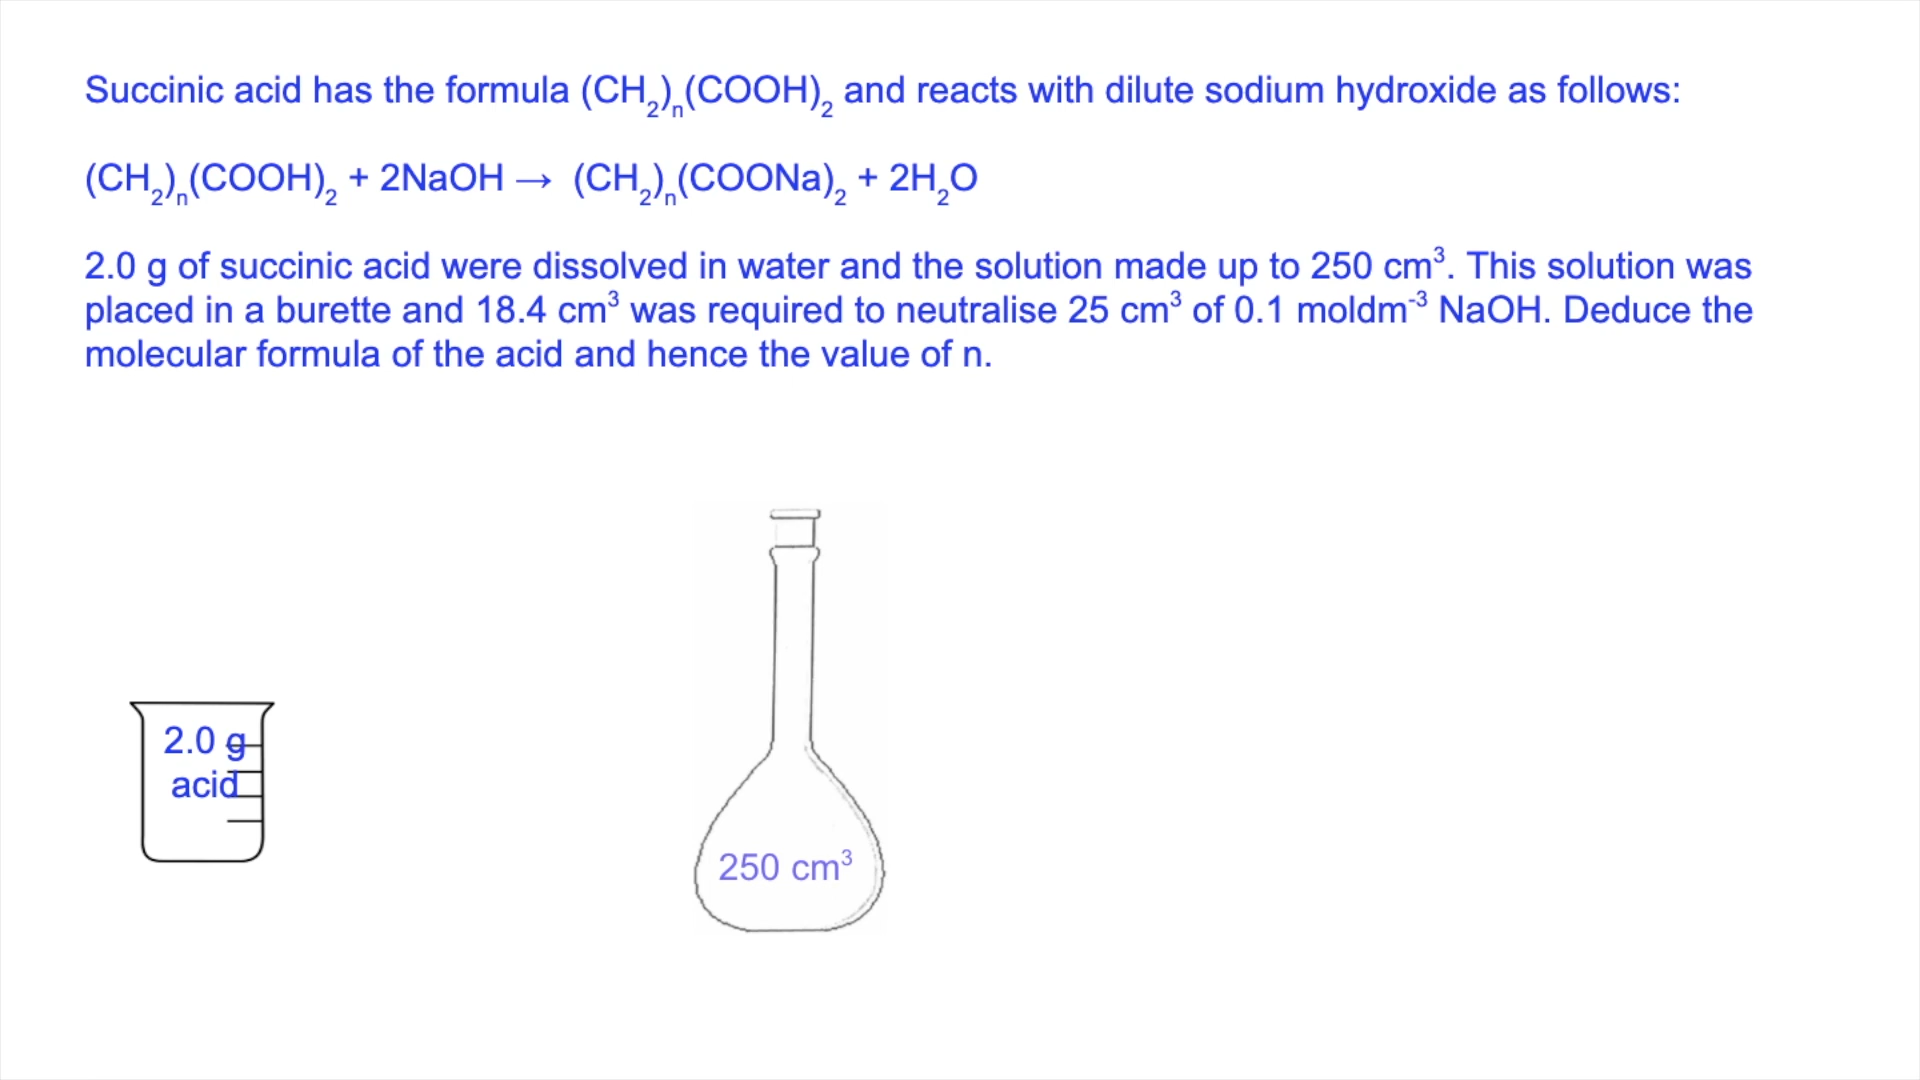 Succinic acid has the formula (CH₂)ₙ(COOH)₂ and reacts with dilute sodium hydroxide as follows:
(CH₂)ₙ(COOH)₂ + 2NaOH → (CH₂)ₙ(COONa)₂ + 2H₂O
2.0 g of succinic acid were dissolved in water and the solution made up to 250 cm³. This solution was
placed in a burette and 18.4 cm³ was required to neutralise 25 cm³ of 0.1 moldm⁻³ NaOH. Deduce the
molecular formula of the acid and hence the value of n.
2.0 g
acid
250 cm³